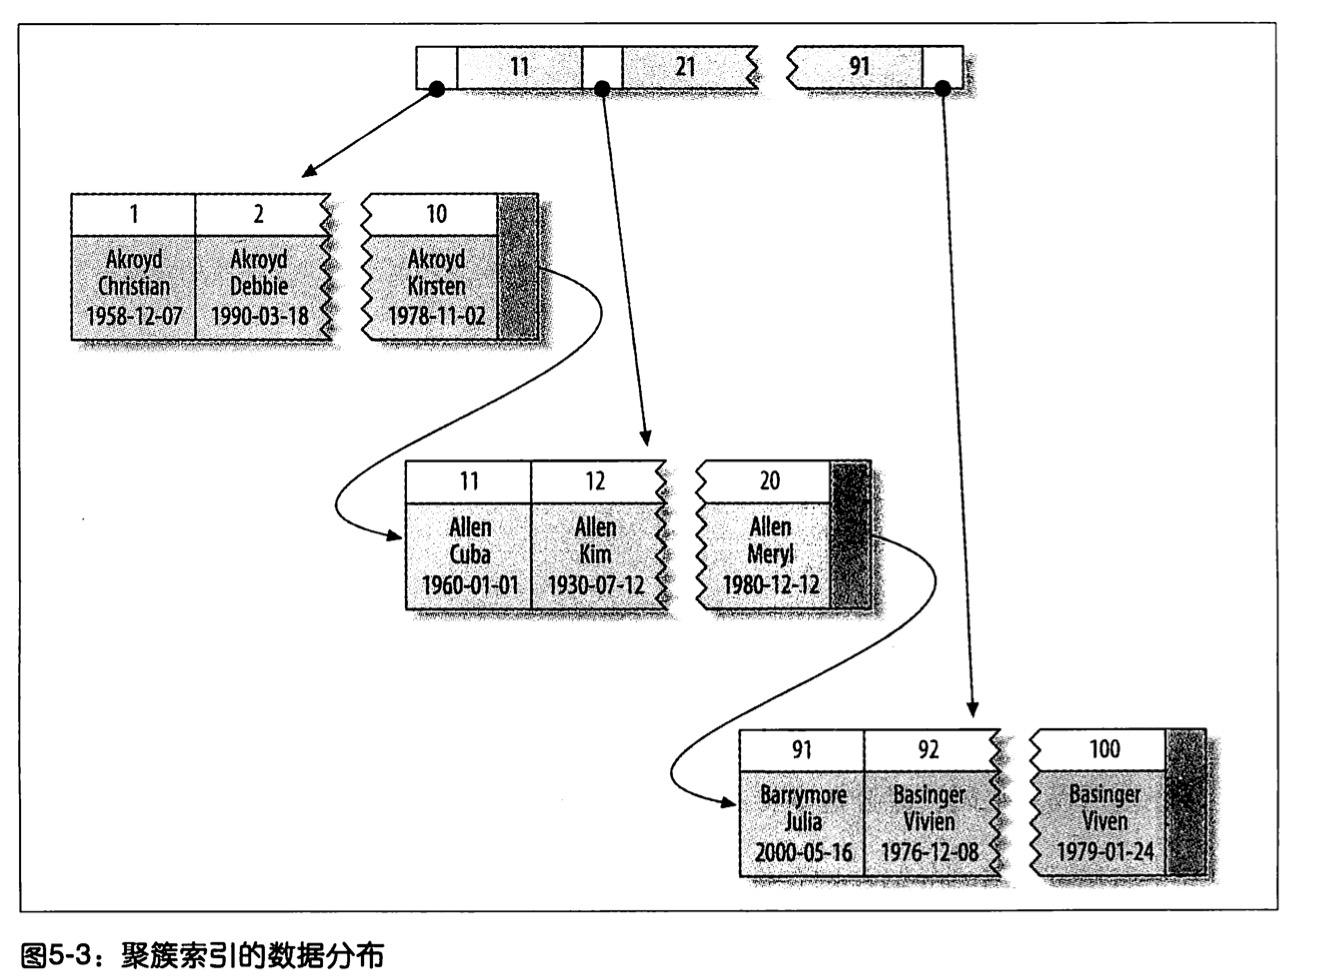 11 21 91
1 2 10
Akroyd Akroyd Akroyd
Christian Debbie Kirsten
1958-12-07 1990-03-18 1978-11-02
11 12 20
Allen Allen Allen
Cuba Kim Meryl
1960-01-01 1930-07-12 1980-12-12
91 92 100
Barrymore Basinger Basinger
Julia Vivien Viven
2000-05-16 1976-12-08 1979-01-24
图5-3：聚簇索引的数据分布